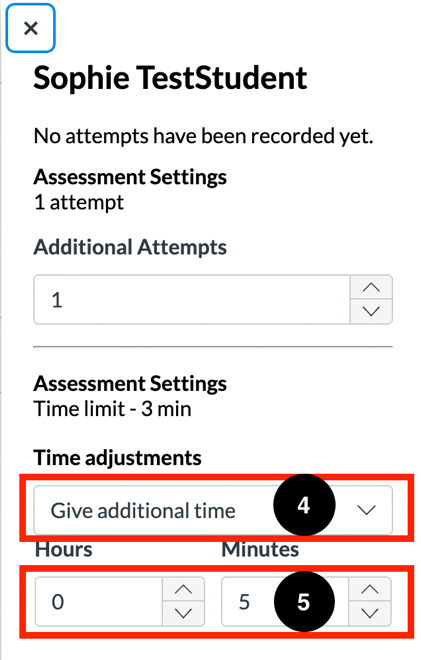 ×
Sophie TestStudent
No attempts have been recorded yet.
Assessment Settings
1 attempt
Additional Attempts
1
Assessment Settings
Time limit - 3 min
Time adjustments
Give additional time 4
Hours Minutes
0 5 5